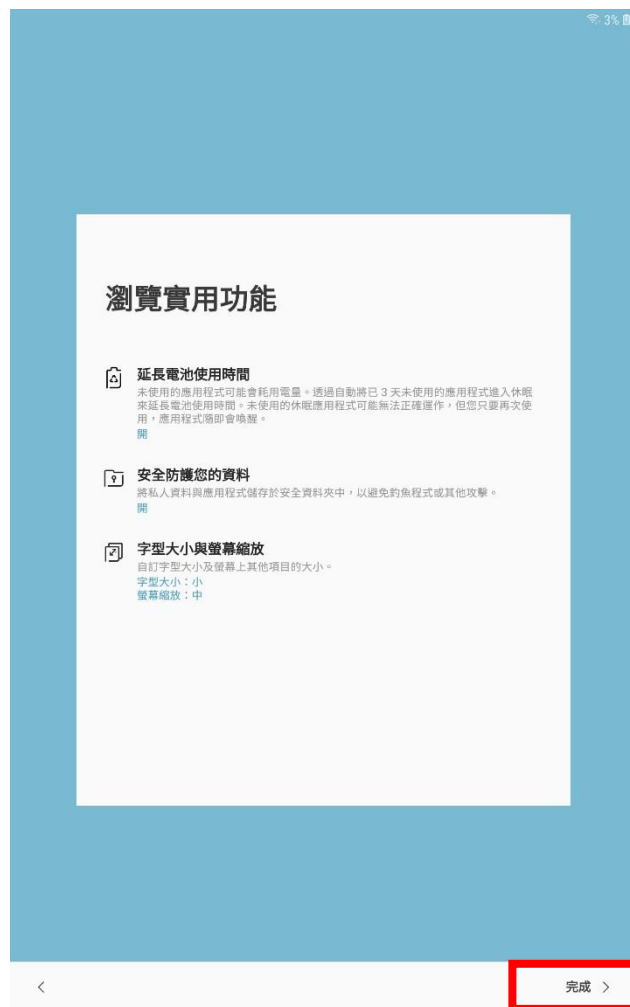 3%
瀏覽實用功能
延長電池使用時間
未使用的應用程式可能會耗用電量。透過自動將已 3 天未使用的應用程式進入休眠
來延長電池使用時間。未使用的休眠應用程式可能無法正確運作，但您只要再次使
用，應用程式隨即會喚醒。
開
安全防護您的資料
將私人資料與應用程式儲存於安全資料夾中，以避免釣魚程式或其他攻擊。
開
字型大小與螢幕縮放
自訂字型大小及螢幕上其他項目的大小。
字型大小：小
螢幕縮放：中
完成